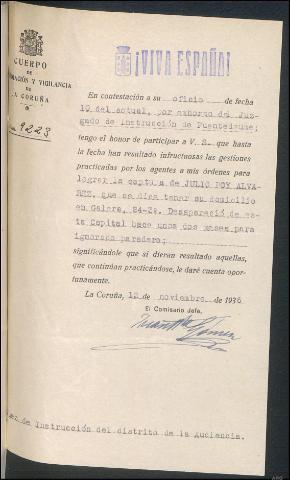 ¡VIVA ESPAÑA!
CUERPO
DE
INVESTIGACIÓN Y VIGILANCIA
DE
LA CORUÑA
9223
En contestación a su oficio de fecha
10 del actual, por exhorto del Juz-
gado de Instrucción de Puentedeume;
tengo el honor de participar a V. S. que hasta
la fecha han resultado infructuosas las gestiones
practicadas por los agentes a mis órdenes para
lograr la captura de JULIO POY ALVA-
REZ, que se dice tener su domicilio
en Galera, 24-2º. Desapareció de es-
ta Capital hace unos dos meses para
ignorado paradero;
significándole que si dieran resultado aquellas,
que continúan practicándose, le daré cuenta opor-
tunamente.
La Coruña, 12 de noviembre de 1936
El Comisario Jefe,
de Instrucción del distrito de la Audiencia.